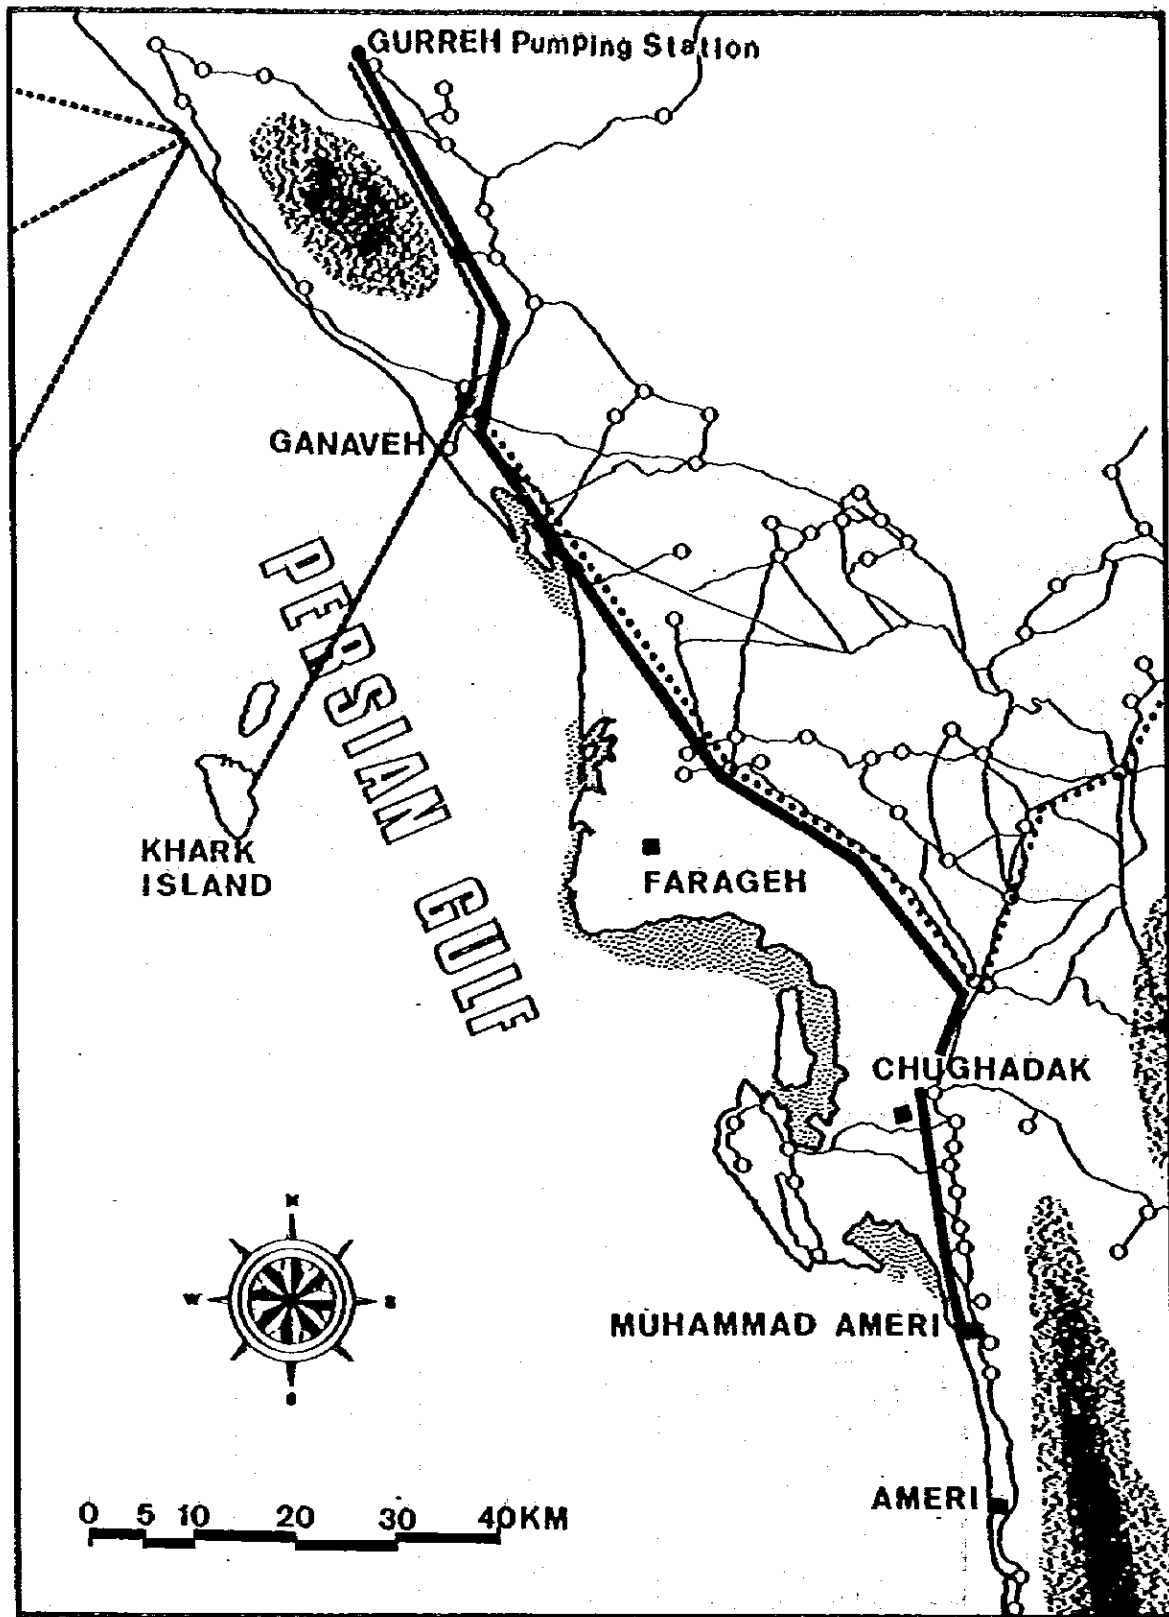 GURREH Pumping Station
GANAVEH
PERSIAN GULF
KHARK
ISLAND
FARAGEH
CHUGHADAK
N
W
S
MUHAMMAD AMERI
AMERI
0 5 10 20 30 40KM